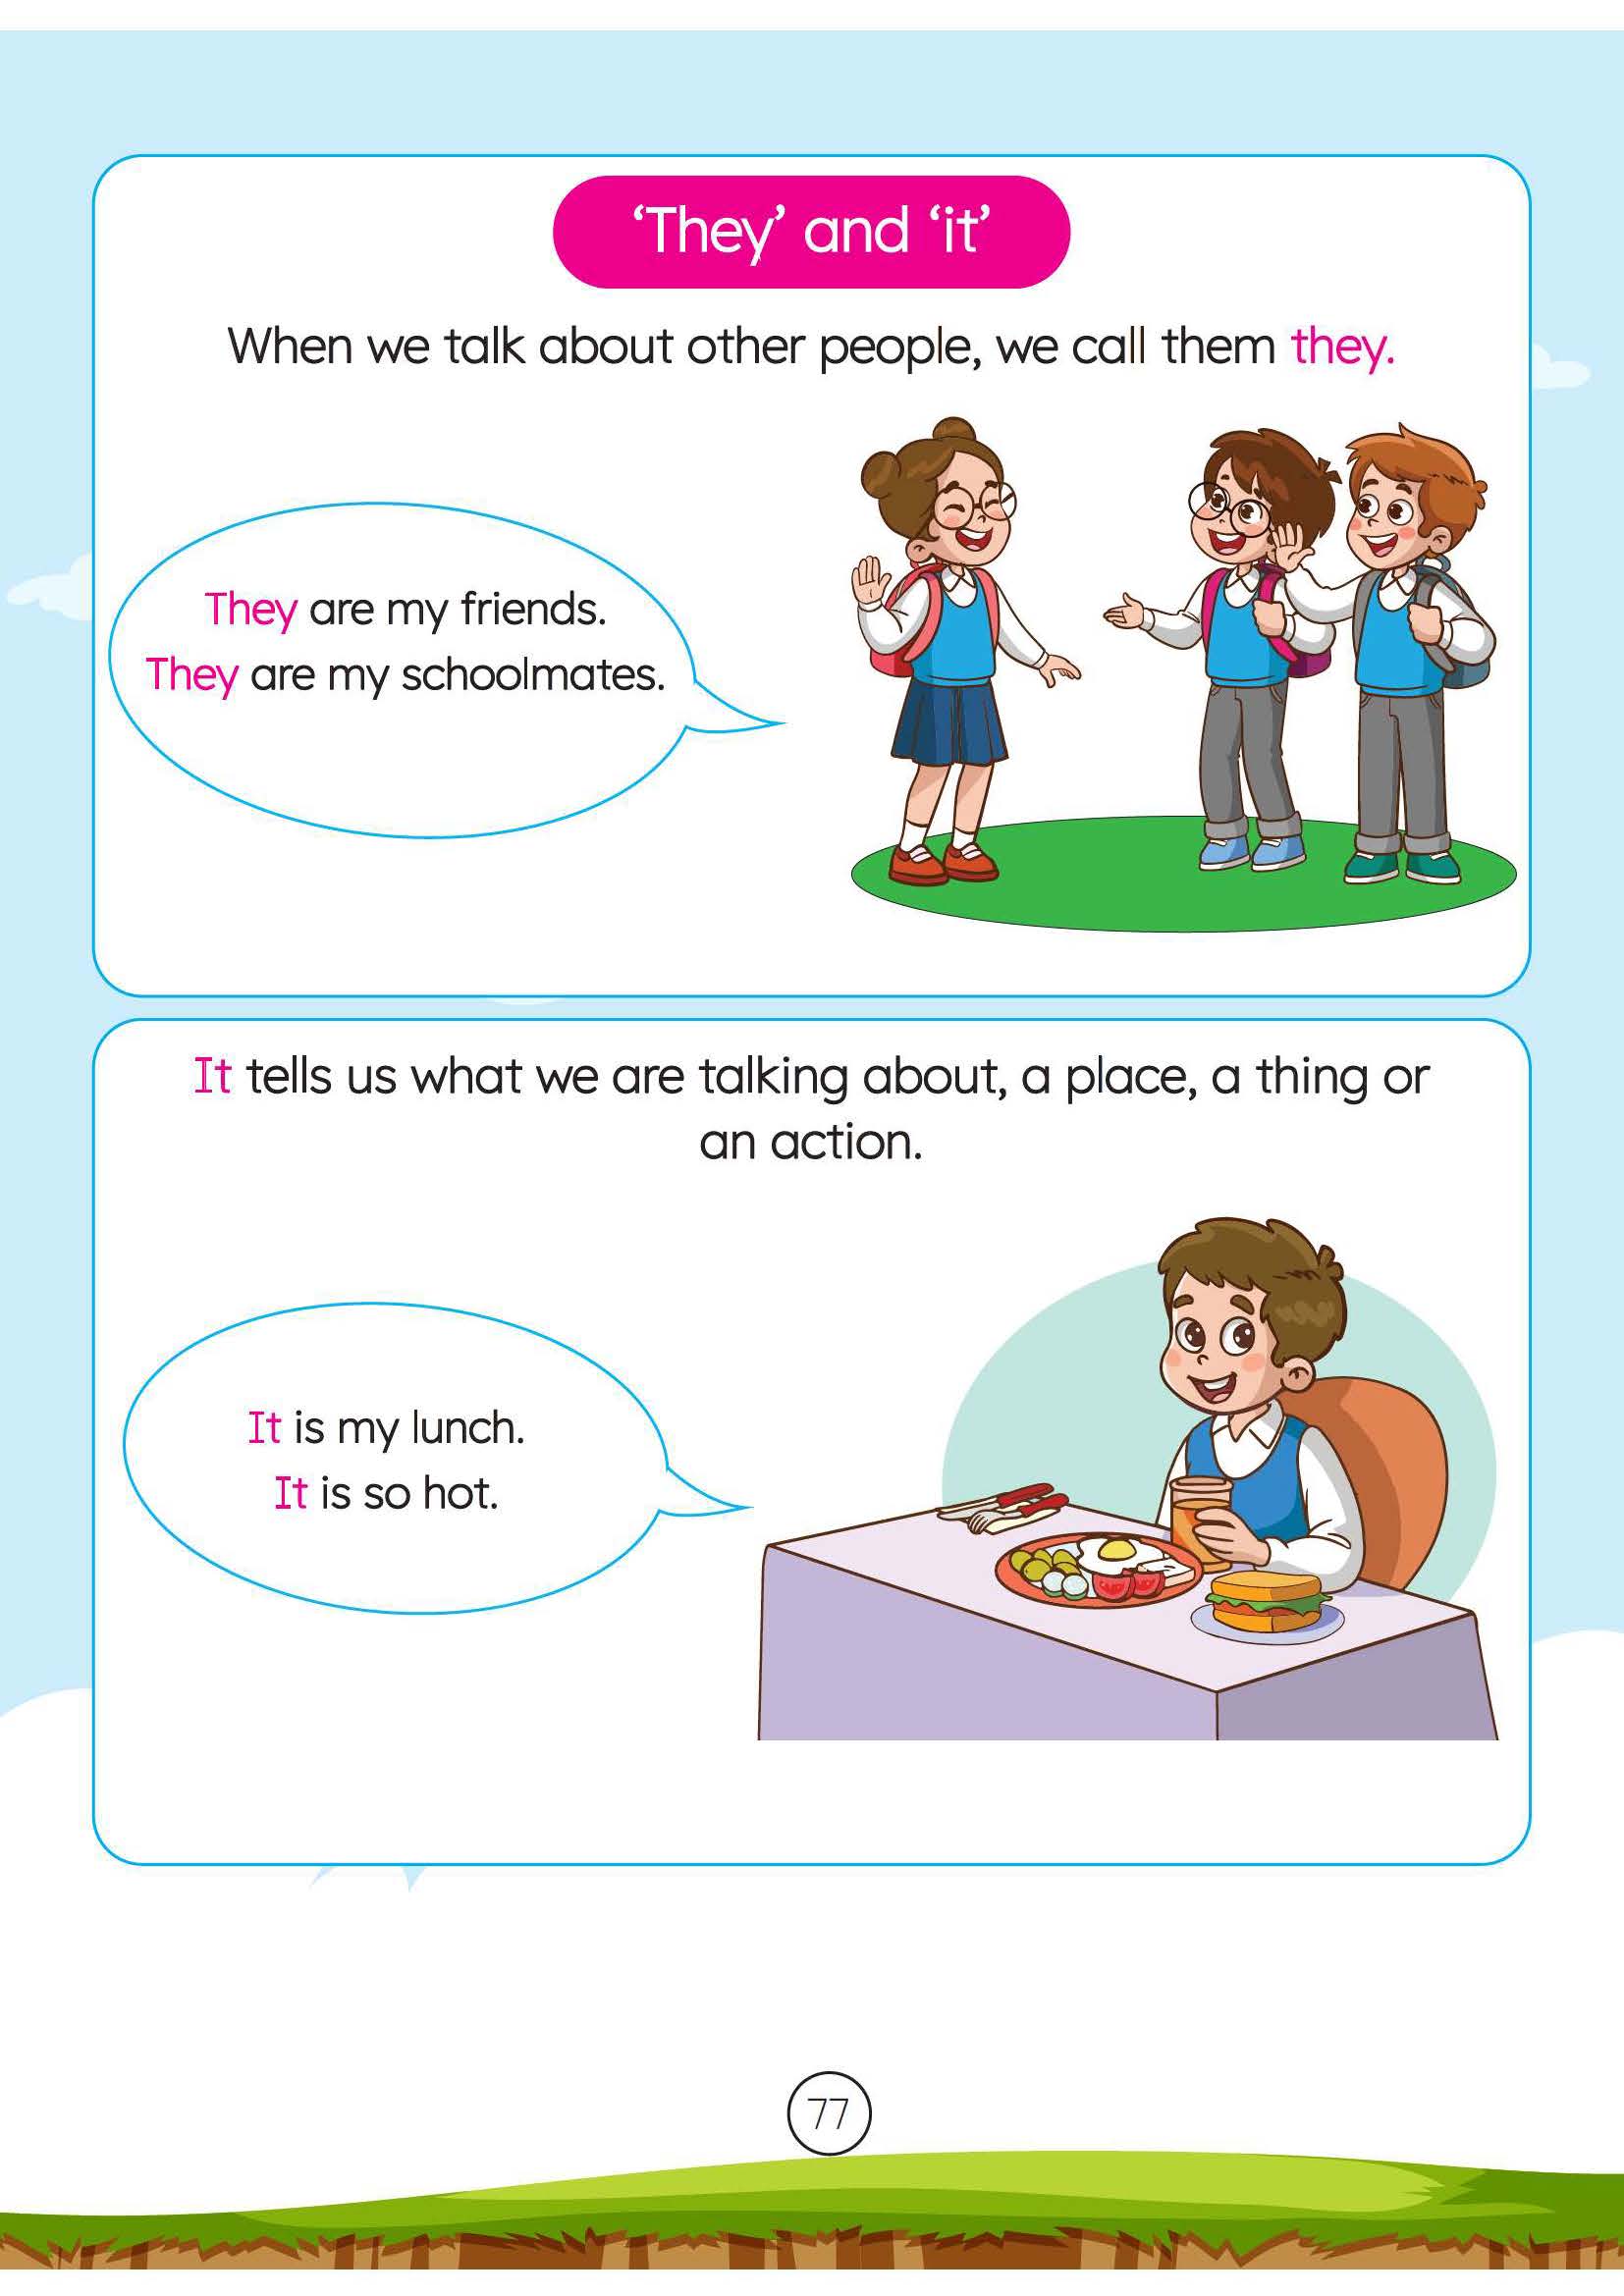 ‘They’ and ‘it’
When we talk about other people, we call them they.
They are my friends.
They are my schoolmates.
It tells us what we are talking about, a place, a thing or
an action.
It is my lunch.
It is so hot.
77